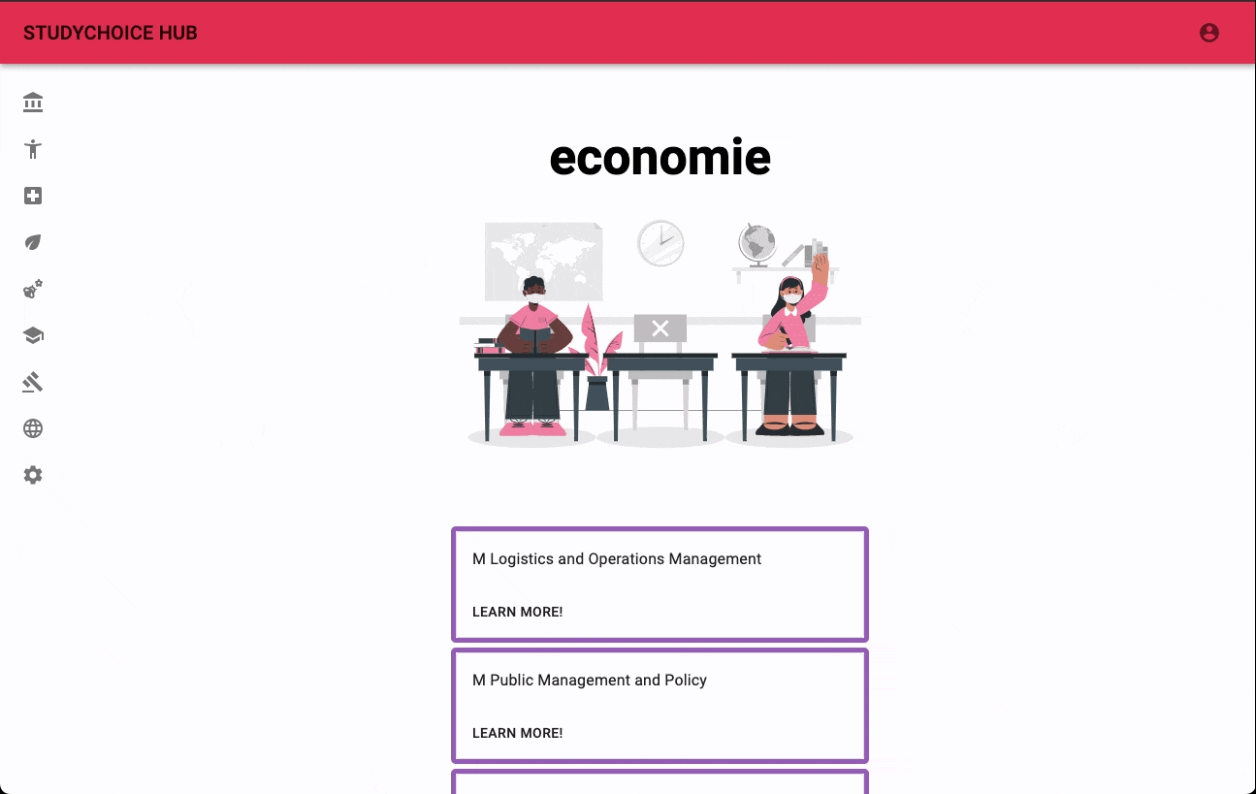 STUDYCHOICE HUB
economie
M Logistics and Operations Management
LEARN MORE!
M Public Management and Policy
LEARN MORE!